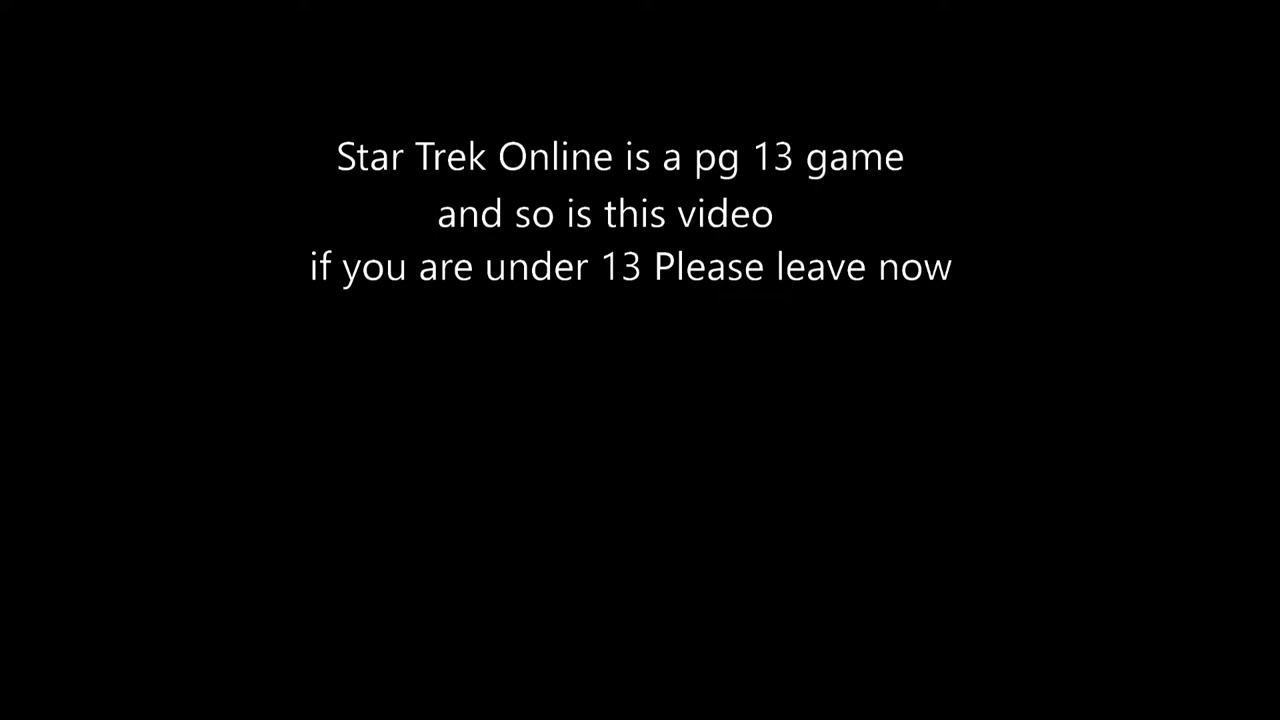 Star Trek Online is a pg 13 game
and so is this video
if you are under 13 Please leave now